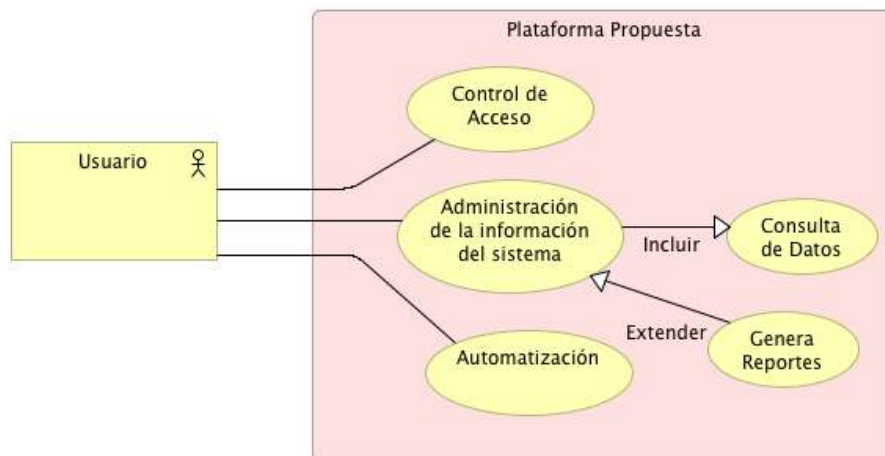 Plataforma Propuesta
Control de
Acceso
Usuario
Administración
de la información
del sistema
Incluir
Consulta
de Datos
Extender
Genera
Reportes
Automatización